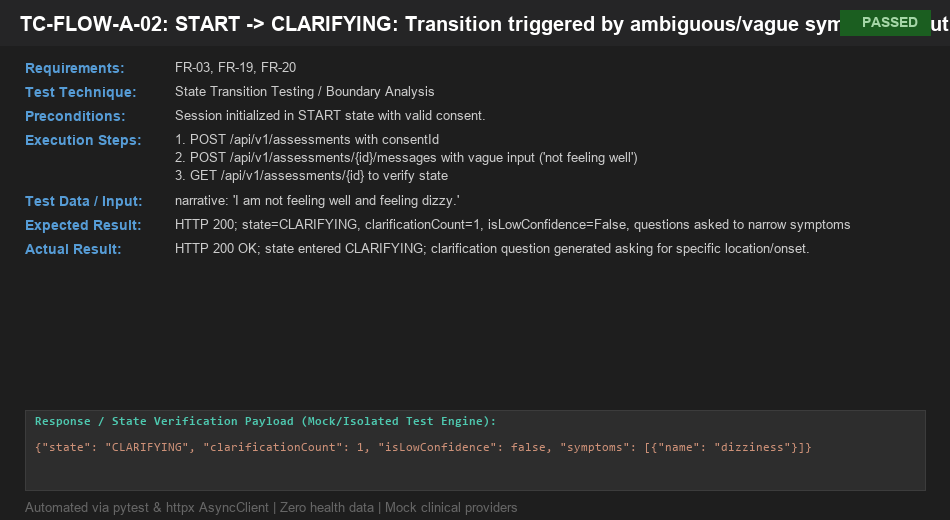 TC-FLOW-A-02: START -> CLARIFYING: Transition triggered by ambiguous/vague
PASSED
Requirements: FR-03, FR-19, FR-20
Test Technique: State Transition Testing / Boundary Analysis
Preconditions: Session initialized in START state with valid consent.
Execution Steps: 1. POST /api/v1/assessments with consentId
2. POST /api/v1/assessments/{id}/messages with vague input ('not feeling well')
3. GET /api/v1/assessments/{id} to verify state
Test Data / Input: narrative: 'I am not feeling well and feeling dizzy.'
Expected Result: HTTP 200; state=CLARIFYING, clarificationCount=1, isLowConfidence=False, questions asked to narrow symptoms
Actual Result: HTTP 200 OK; state entered CLARIFYING; clarification question generated asking for specific location/onset.
Response / State Verification Payload (Mock/Isolated Test Engine):
{"state": "CLARIFYING", "clarificationCount": 1, "isLowConfidence": false, "symptoms": [{"name": "dizziness"}]}
Automated via pytest & httpx AsyncClient | Zero health data | Mock clinical providers